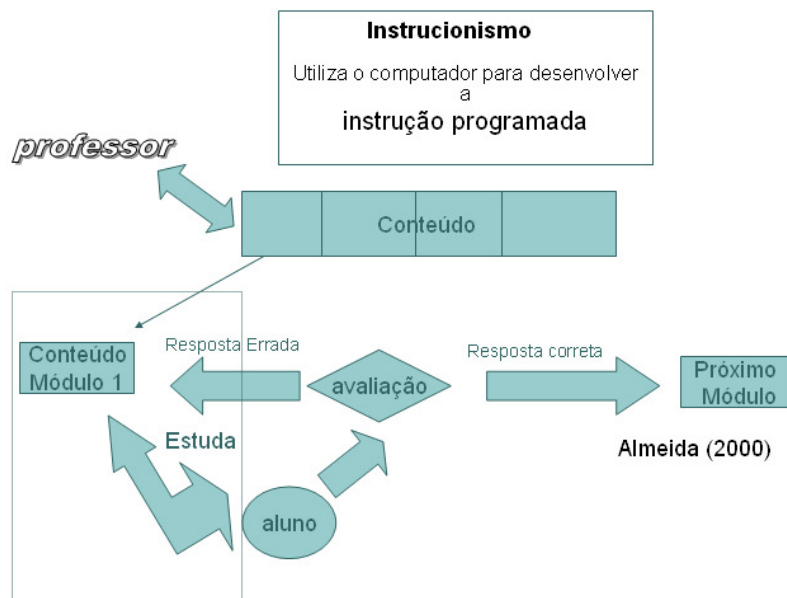 Instrucionismo
Utiliza o computador para desenvolver
a
instrução programada
professor
Conteúdo
Conteúdo
Módulo 1
Resposta Errada
avaliação
Resposta correta
Próximo
Módulo
Estuda
Almeida (2000)
aluno